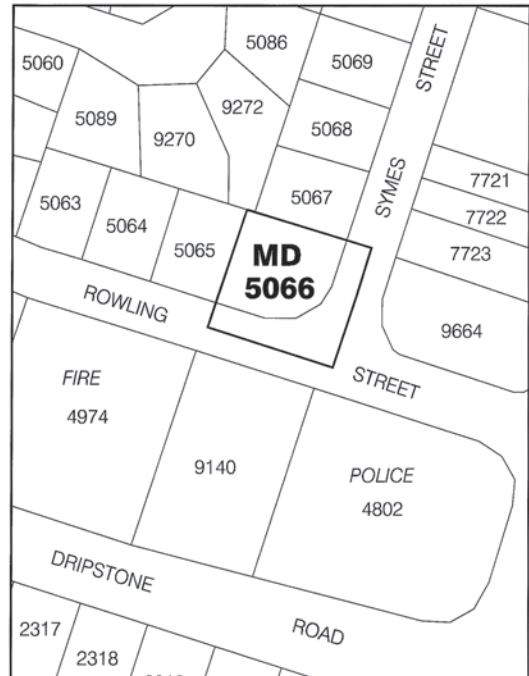 5086
5060
5069
STREET
9272
5089
9270
5068
SYMES
7721
5063
5064
5067
7722
5065
7723
MD
5066
ROWLING
9664
STREET
FIRE
4974
9140
POLICE
4802
DRIPSTONE
ROAD
2317
2318